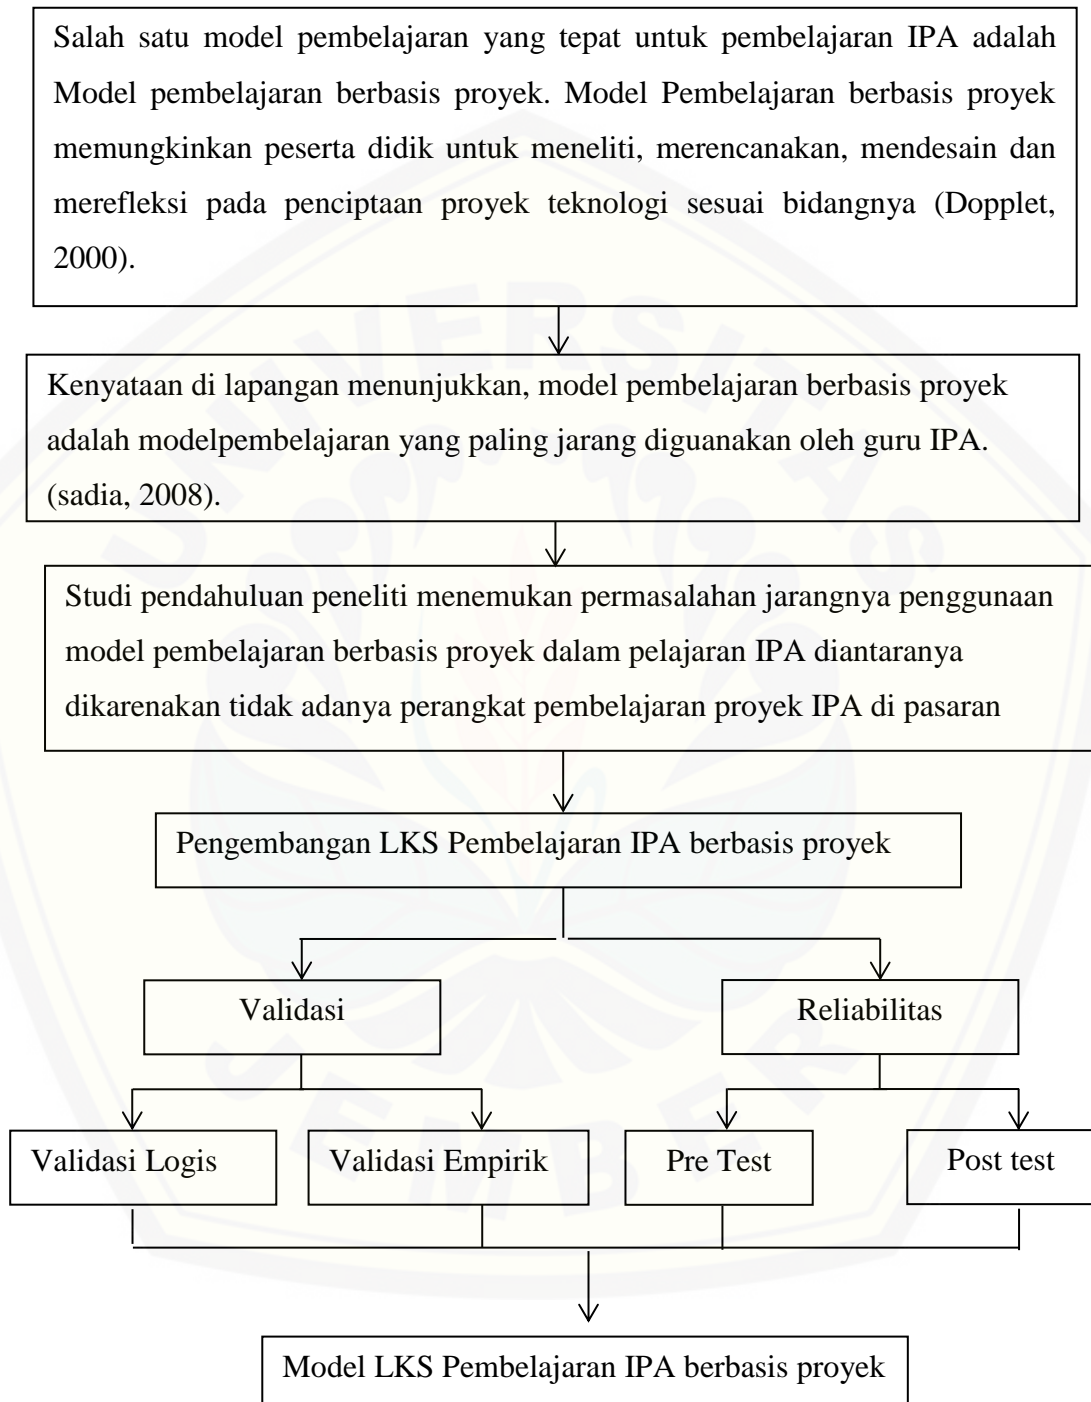 Salah satu model pembelajaran yang tepat untuk pembelajaran IPA adalah
Model pembelajaran berbasis proyek. Model Pembelajaran berbasis proyek
memungkinkan peserta didik untuk meneliti, merencanakan, mendesain dan
merefleksi pada penciptaan proyek teknologi sesuai bidangnya (Dopplet,
2000).
Kenyataan di lapangan menunjukkan, model pembelajaran berbasis proyek
adalah modelpembelajaran yang paling jarang diguanakan oleh guru IPA.
(sadia, 2008).
Studi pendahuluan peneliti menemukan permasalahan jarangnya penggunaan
model pembelajaran berbasis proyek dalam pelajaran IPA diantaranya
dikarenakan tidak adanya perangkat pembelajaran proyek IPA di pasaran
Pengembangan LKS Pembelajaran IPA berbasis proyek
Validasi
Reliabilitas
Validasi Logis
Validasi Empirik
Pre Test
Post test
Model LKS Pembelajaran IPA berbasis proyek
UNIVERSITAS
JEMBER